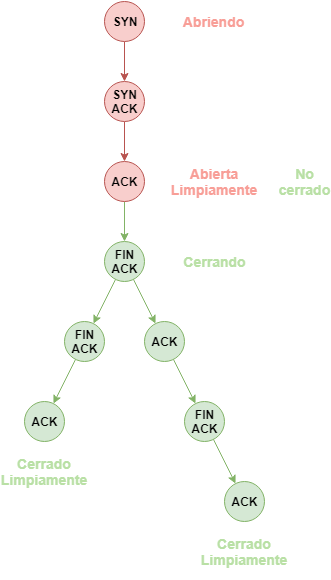 SYN
Abriendo
SYN
ACK
ACK
Abierta
Limpiamente
No
cerrado
FIN
ACK
Cerrando
FIN
ACK
ACK
ACK
FIN
ACK
Cerrado
Limpiamente
ACK
Cerrado
Limpiamente